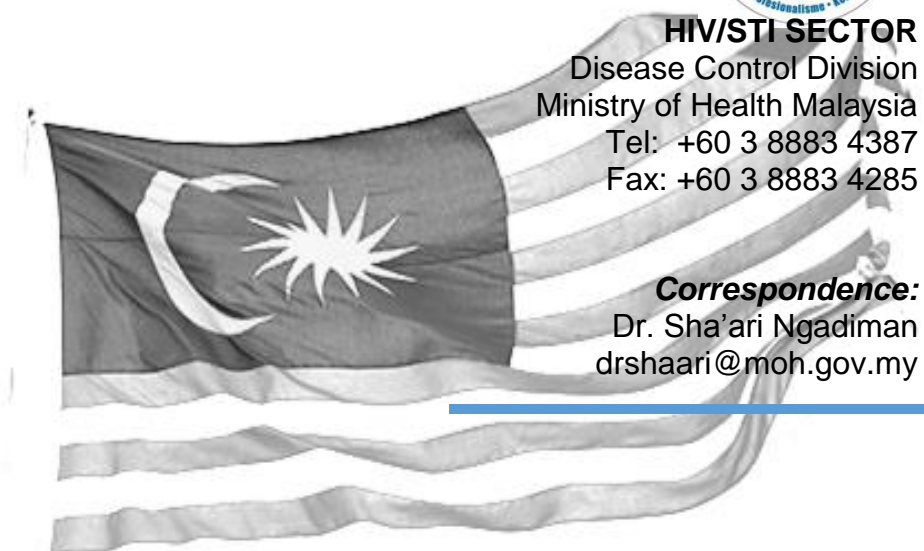 HIV/STI SECTOR
Disease Control Division
Ministry of Health Malaysia
Tel: +60 3 8883 4387
Fax: +60 3 8883 4285
Correspondence:
Dr. Sha'ari Ngadiman
drshaari@moh.gov.my